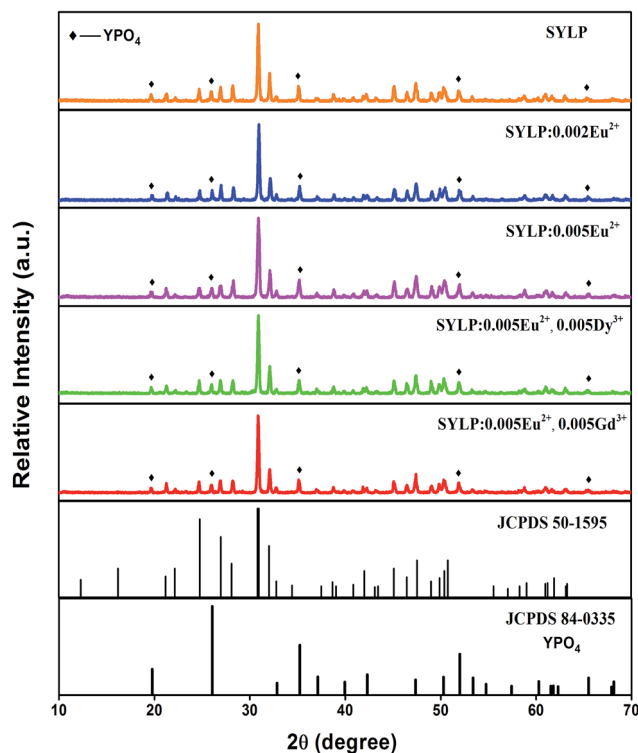 ♦ — YPO₄
SYLP
SYLP:0.002Eu²⁺
SYLP:0.005Eu²⁺
SYLP:0.005Eu²⁺, 0.005Dy³⁺
SYLP:0.005Eu²⁺, 0.005Gd³⁺
JCPDS 50-1595
JCPDS 84-0335
YPO₄
Relative Intensity (a.u.)
10 20 30 40 50 60 70
2θ (degree)